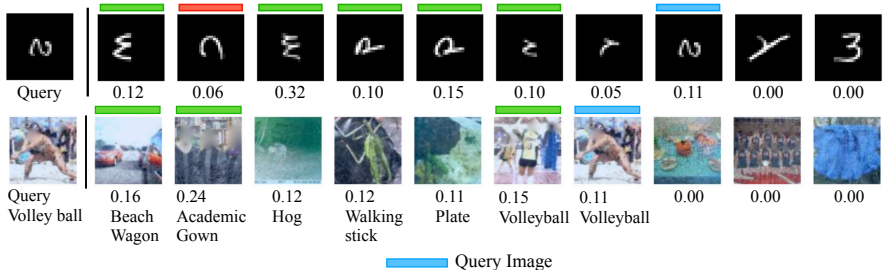 Query 0.12 0.06 0.32 0.10 0.15 0.10 0.05 0.11 0.00 0.00
Query 0.16 0.24 0.12 0.12 0.11 0.15 0.11 0.00 0.00 0.00
Volley ball Beach Academic Hog Walking Plate Volleyball Volleyball
Wagon Gown stick
Query Image